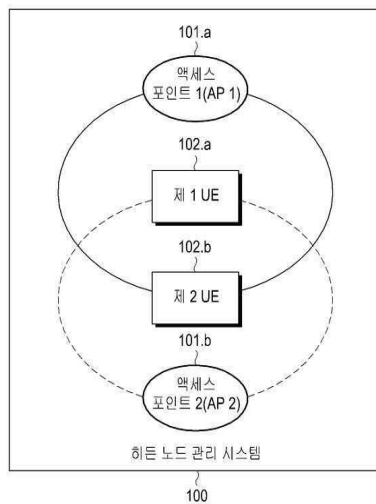 101.a
액세스
포인트 1(AP 1)
102.a
제 1 UE
102.b
제 2 UE
101.b
액세스
포인트 2(AP 2)
히든 노드 관리 시스템
100